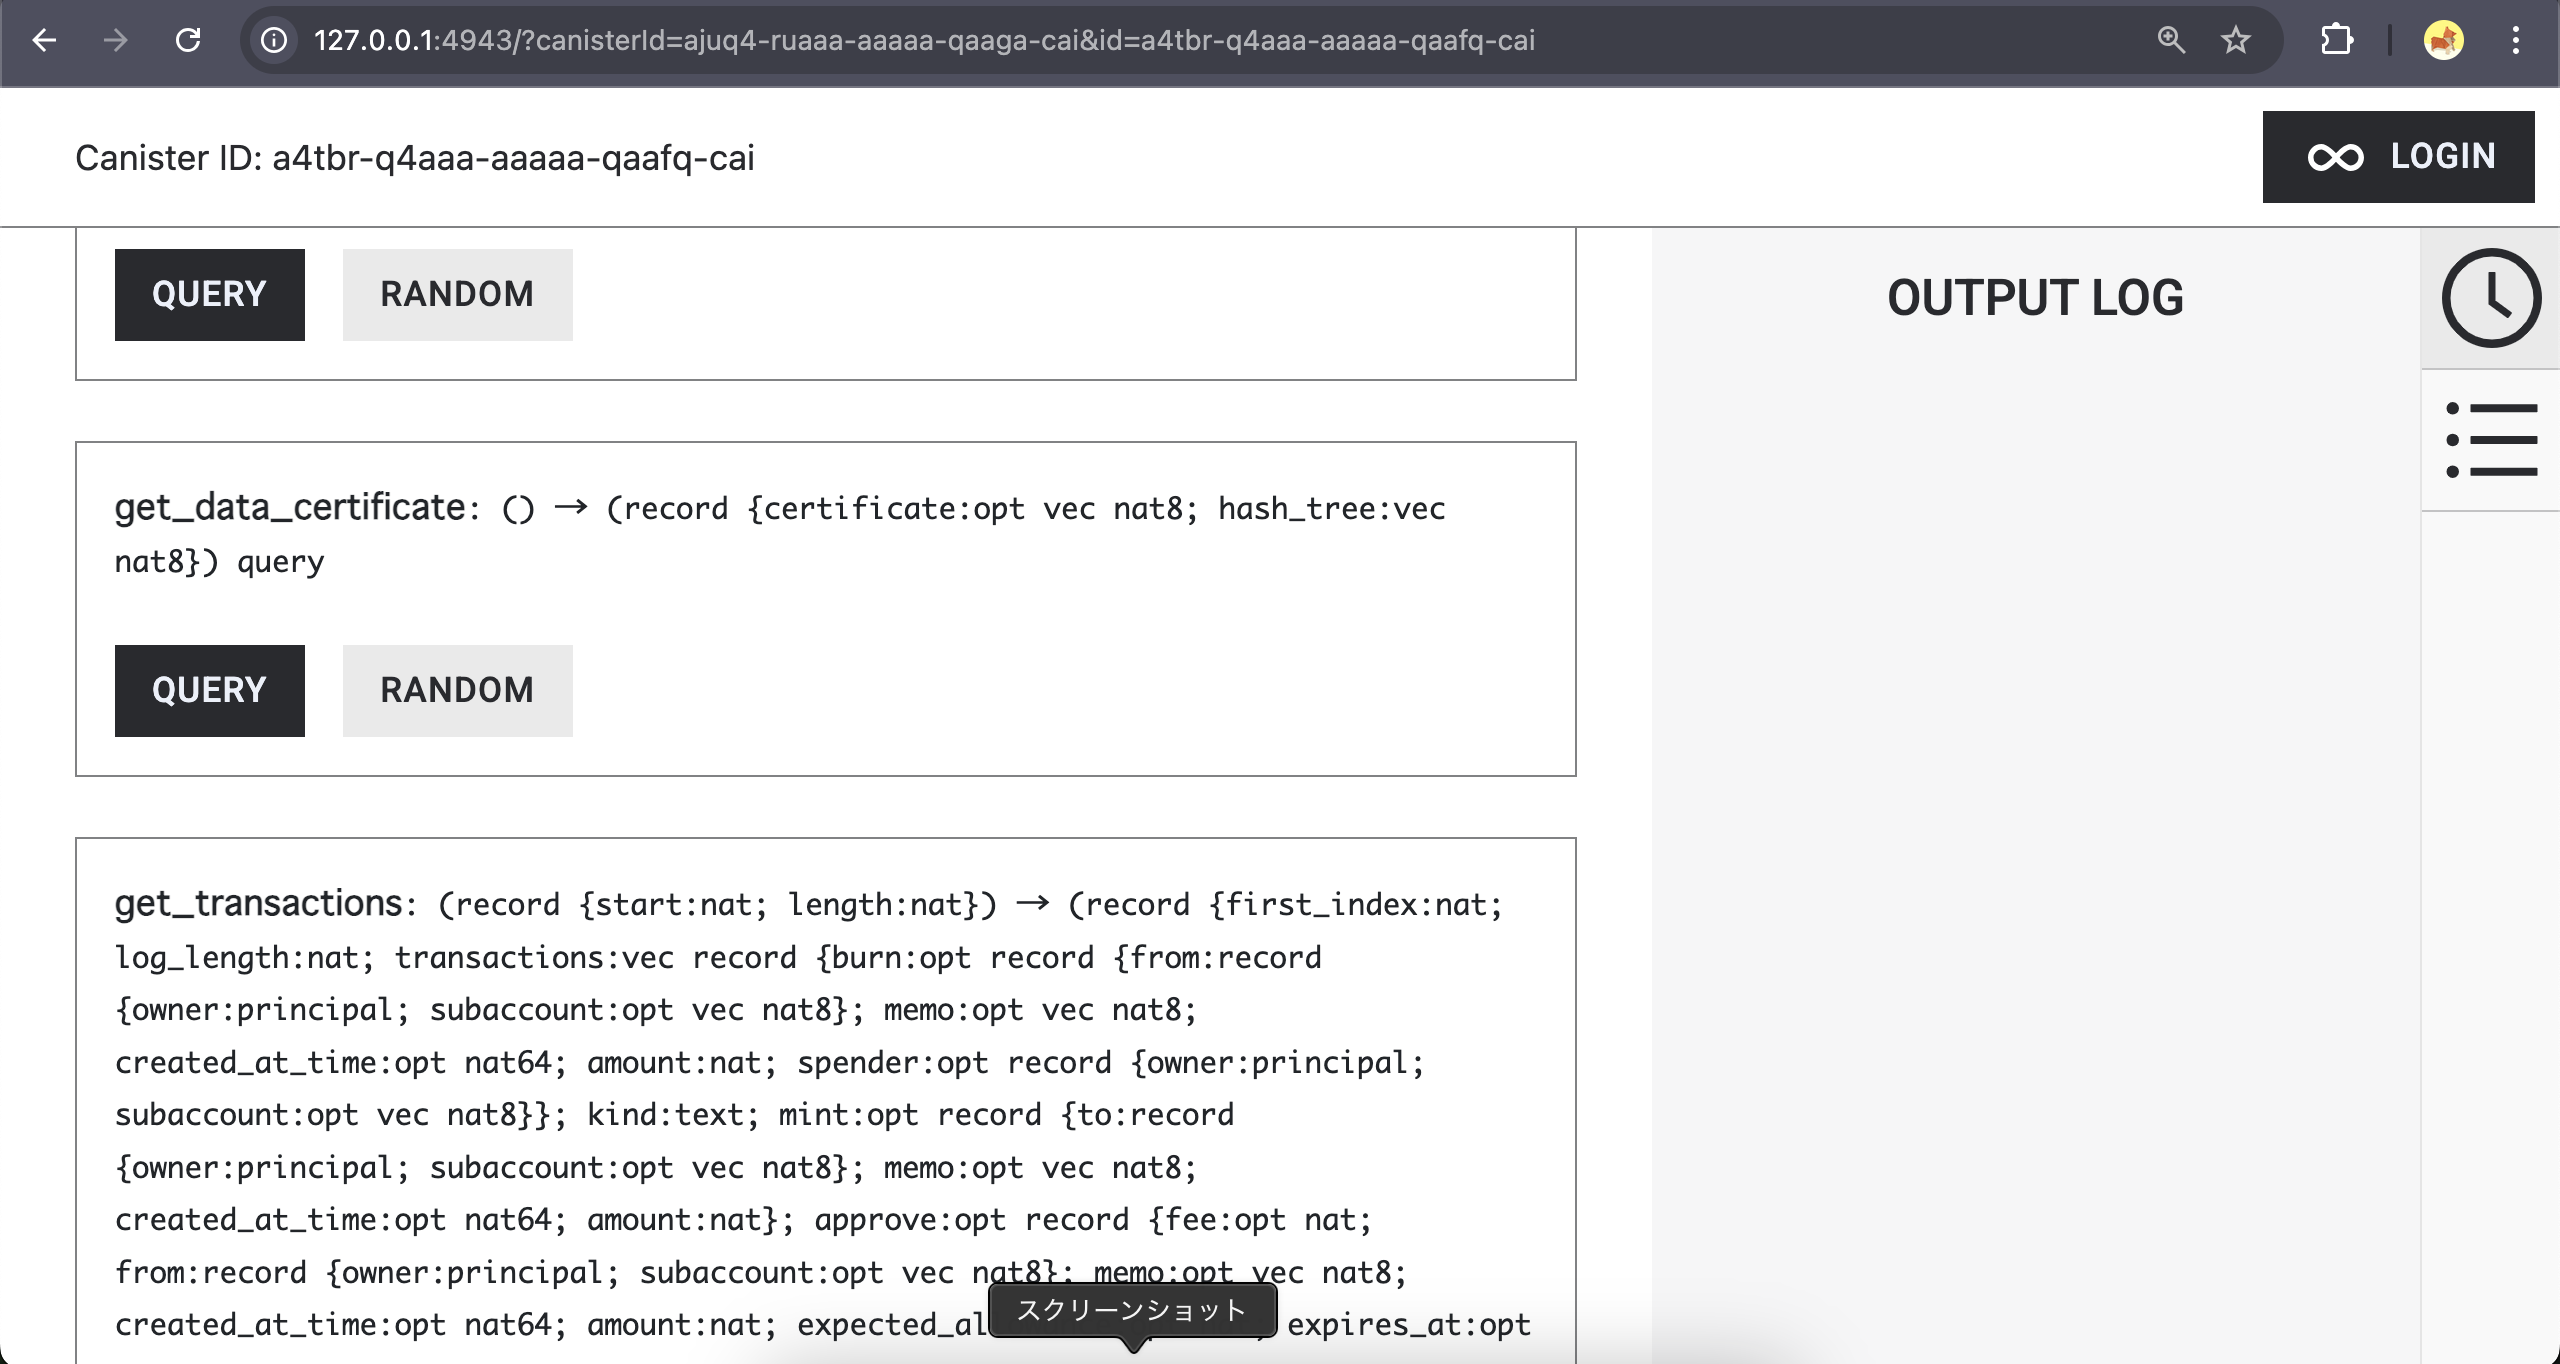 127.0.0.1:4943/?canisterId=ajuq4-ruaaa-aaaaa-qaaga-cai&id=a4tbr-q4aaa-aaaaa-qaafq-cai
Canister ID: a4tbr-q4aaa-aaaaa-qaafq-cai
LOGIN
QUERY
RANDOM
OUTPUT LOG
get_data_certificate: () → (record {certificate:opt vec nat8; hash_tree:vec
nat8}) query
QUERY
RANDOM
get_transactions: (record {start:nat; length:nat}) → (record {first_index:nat;
log_length:nat; transactions:vec record {burn:opt record {from:record
{owner:principal; subaccount:opt vec nat8}; memo:opt vec nat8;
created_at_time:opt nat64; amount:nat; spender:opt record {owner:principal;
subaccount:opt vec nat8}}; kind:text; mint:opt record {to:record
{owner:principal; subaccount:opt vec nat8}; memo:opt vec nat8;
created_at_time:opt nat64; amount:nat}; approve:opt record {fee:opt nat;
from:record {owner:principal; subaccount:opt vec nat8}; memo:opt vec nat8;
created_at_time:opt nat64; amount:nat; expires_at:opt
スクリーンショット